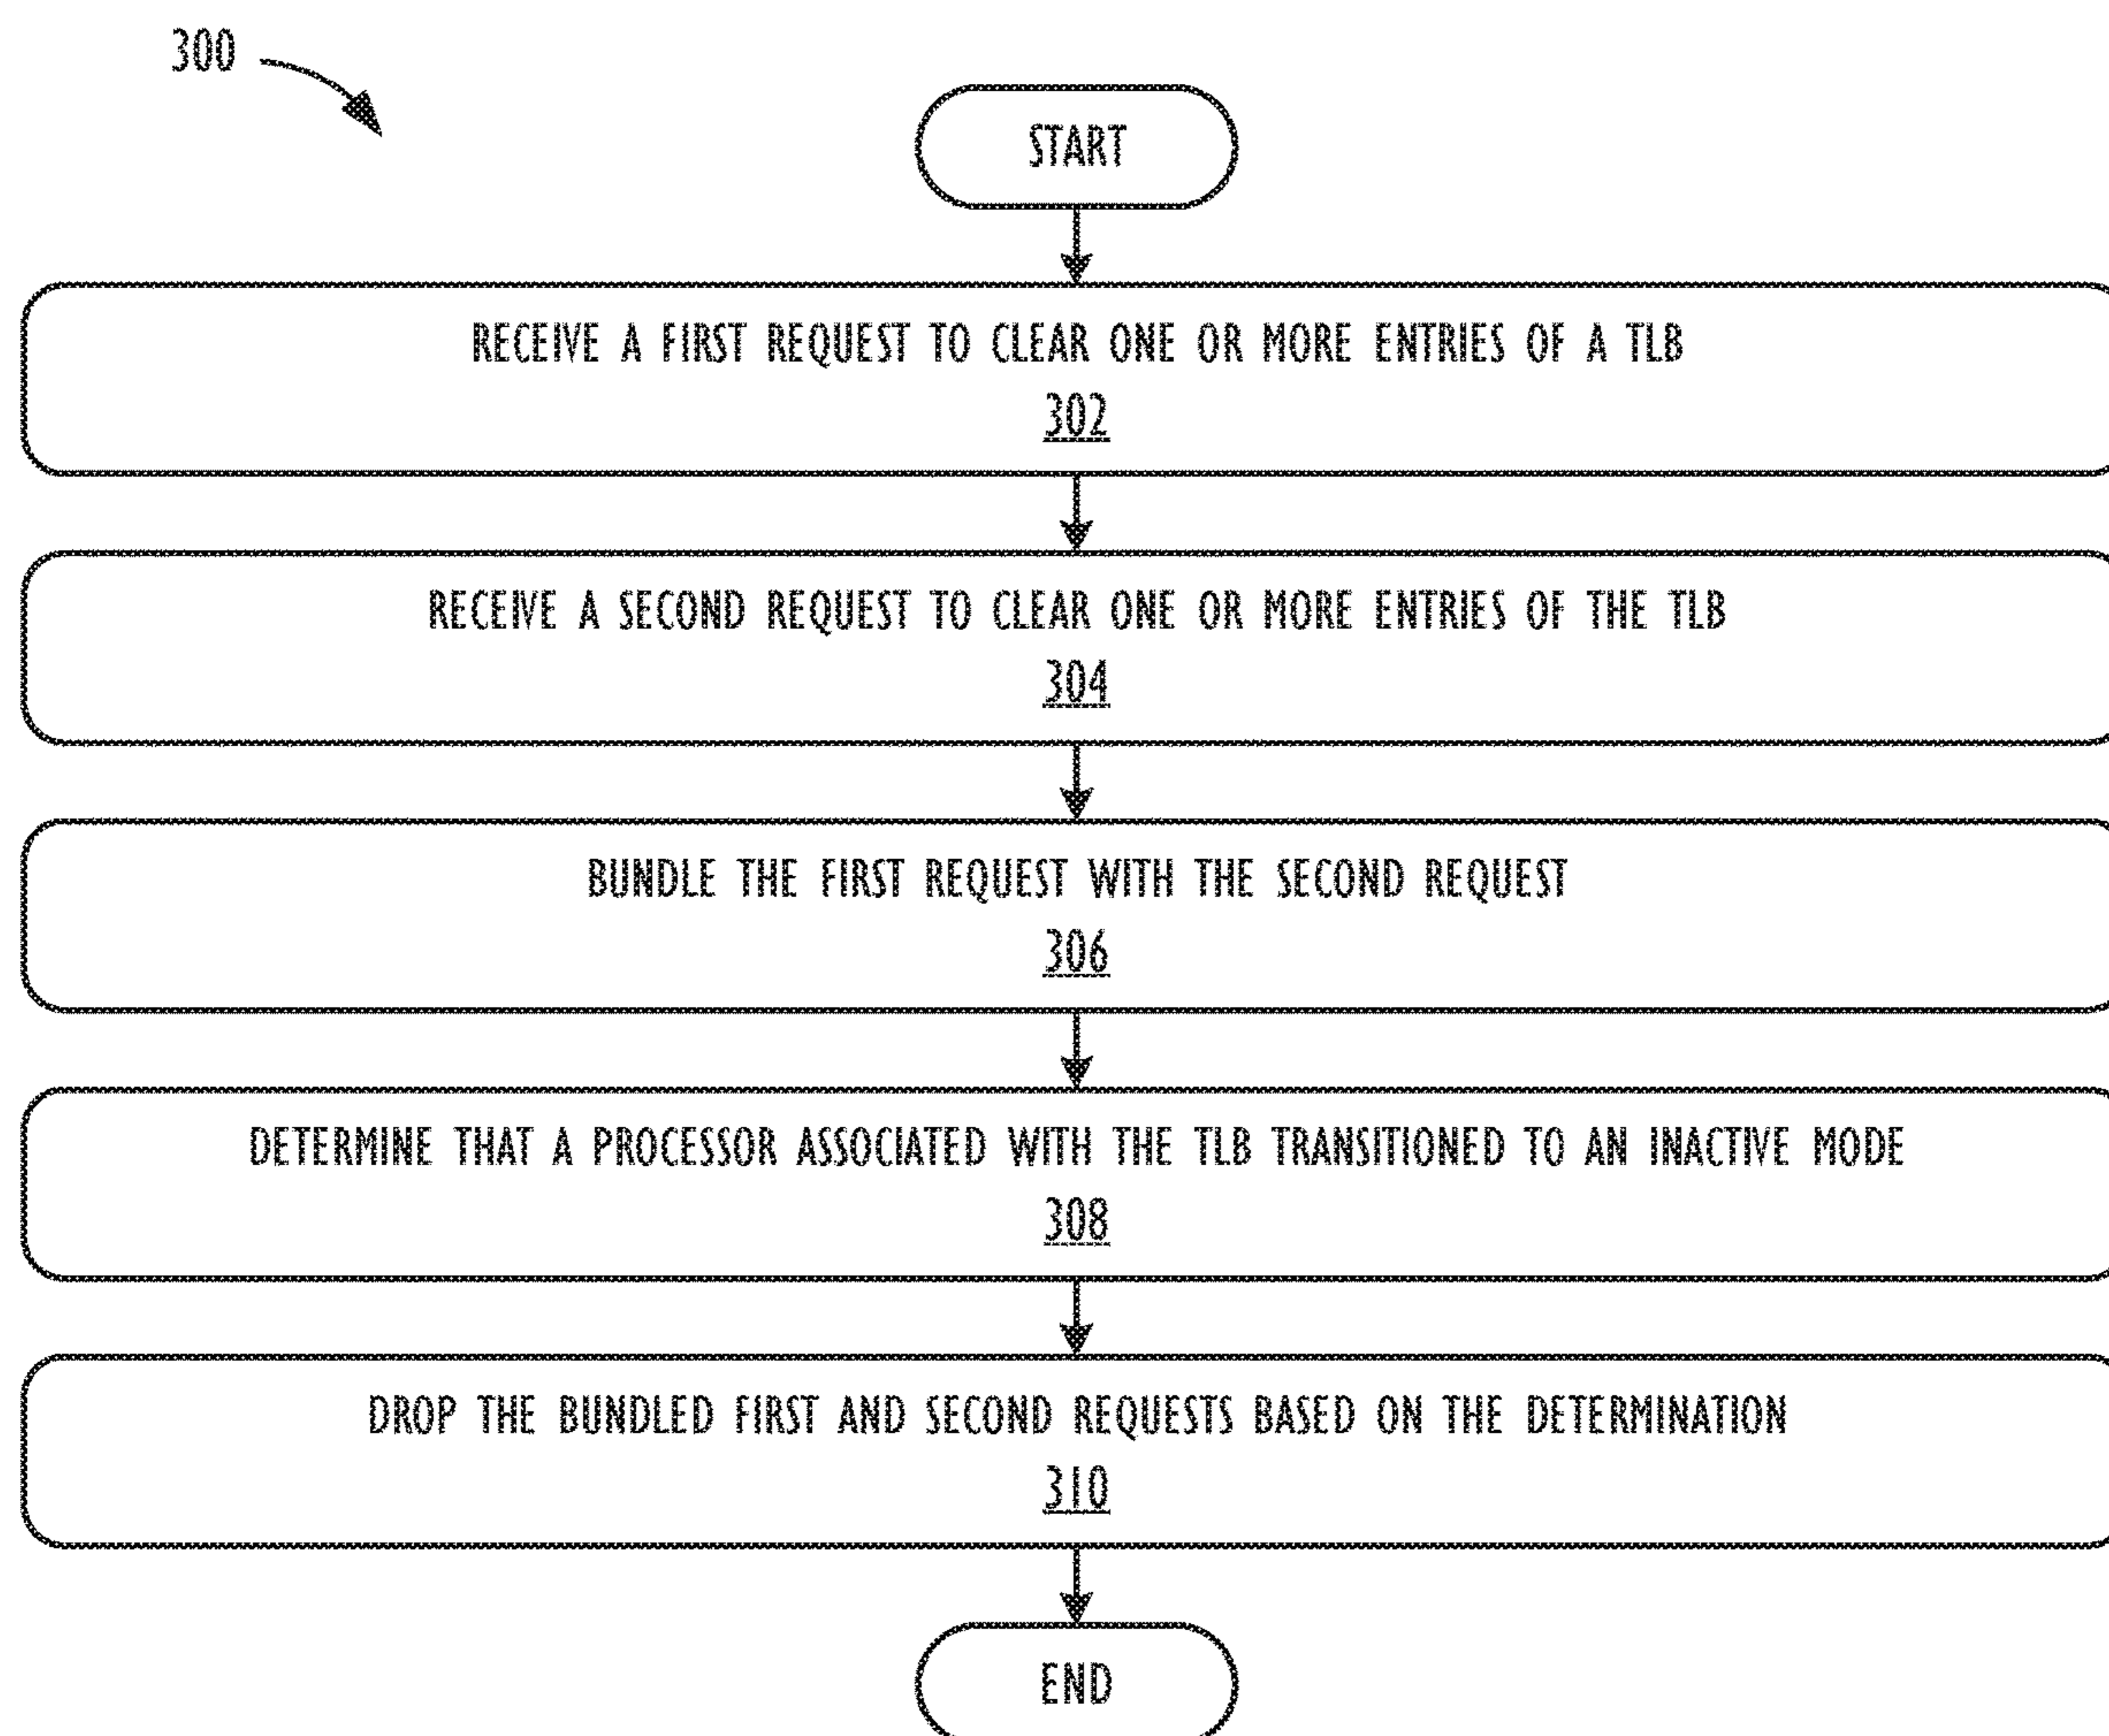 300
START
RECEIVE A FIRST REQUEST TO CLEAR ONE OR MORE ENTRIES OF A TLB
302
RECEIVE A SECOND REQUEST TO CLEAR ONE OR MORE ENTRIES OF THE TLB
304
BUNDLE THE FIRST REQUEST WITH THE SECOND REQUEST
306
DETERMINE THAT A PROCESSOR ASSOCIATED WITH THE TLB TRANSITIONED TO AN INACTIVE MODE
308
DROP THE BUNDLED FIRST AND SECOND REQUESTS BASED ON THE DETERMINATION
310
END